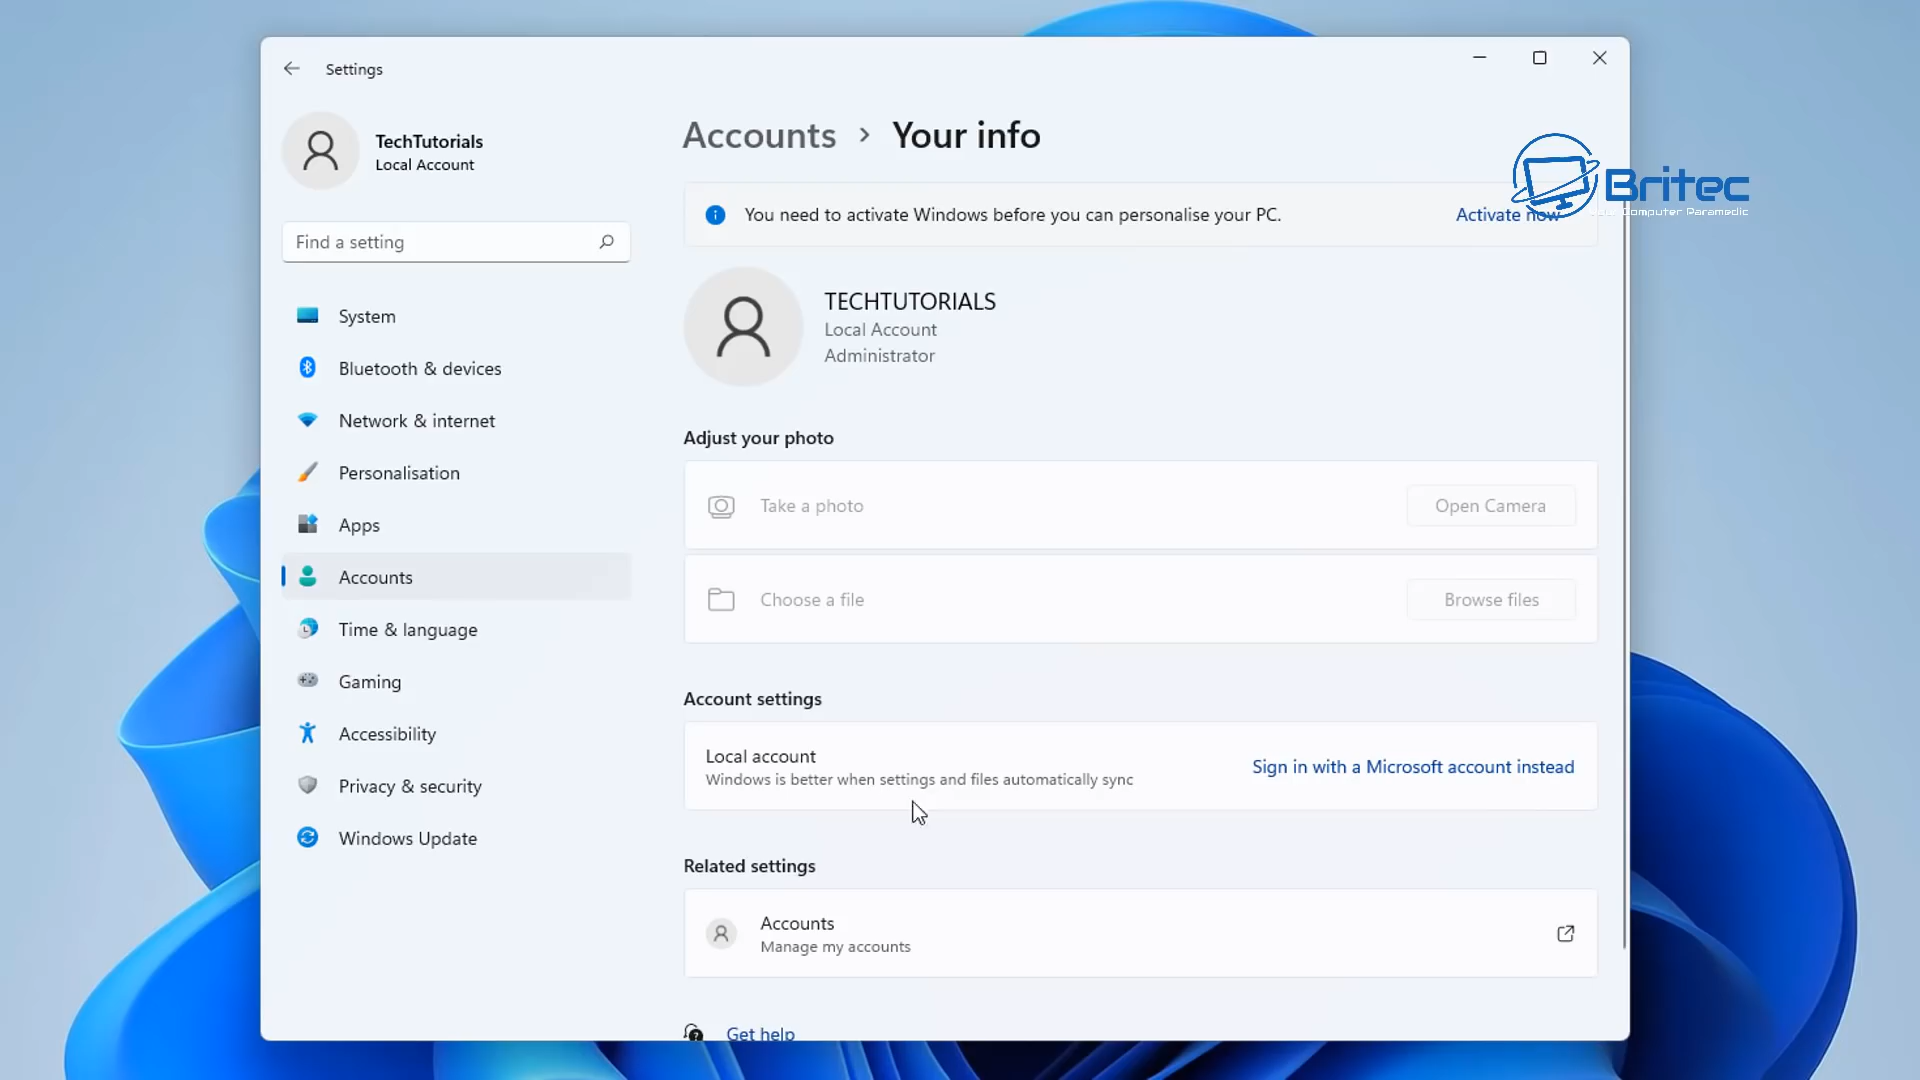 Settings
TechTutorials
Local Account
Find a setting
System
Bluetooth & devices
Network & internet
Personalisation
Apps
Accounts
Time & language
Gaming
Accessibility
Privacy & security
Windows Update
Accounts > Your info
Britec
Computer Paramedic
You need to activate Windows before you can personalise your PC.
Activate now
TECHTUTORIALS
Local Account
Administrator
Adjust your photo
Take a photo
Open Camera
Choose a file
Browse files
Account settings
Local account
Windows is better when settings and files automatically sync
Sign in with a Microsoft account instead
Related settings
Accounts
Manage my accounts
Get help